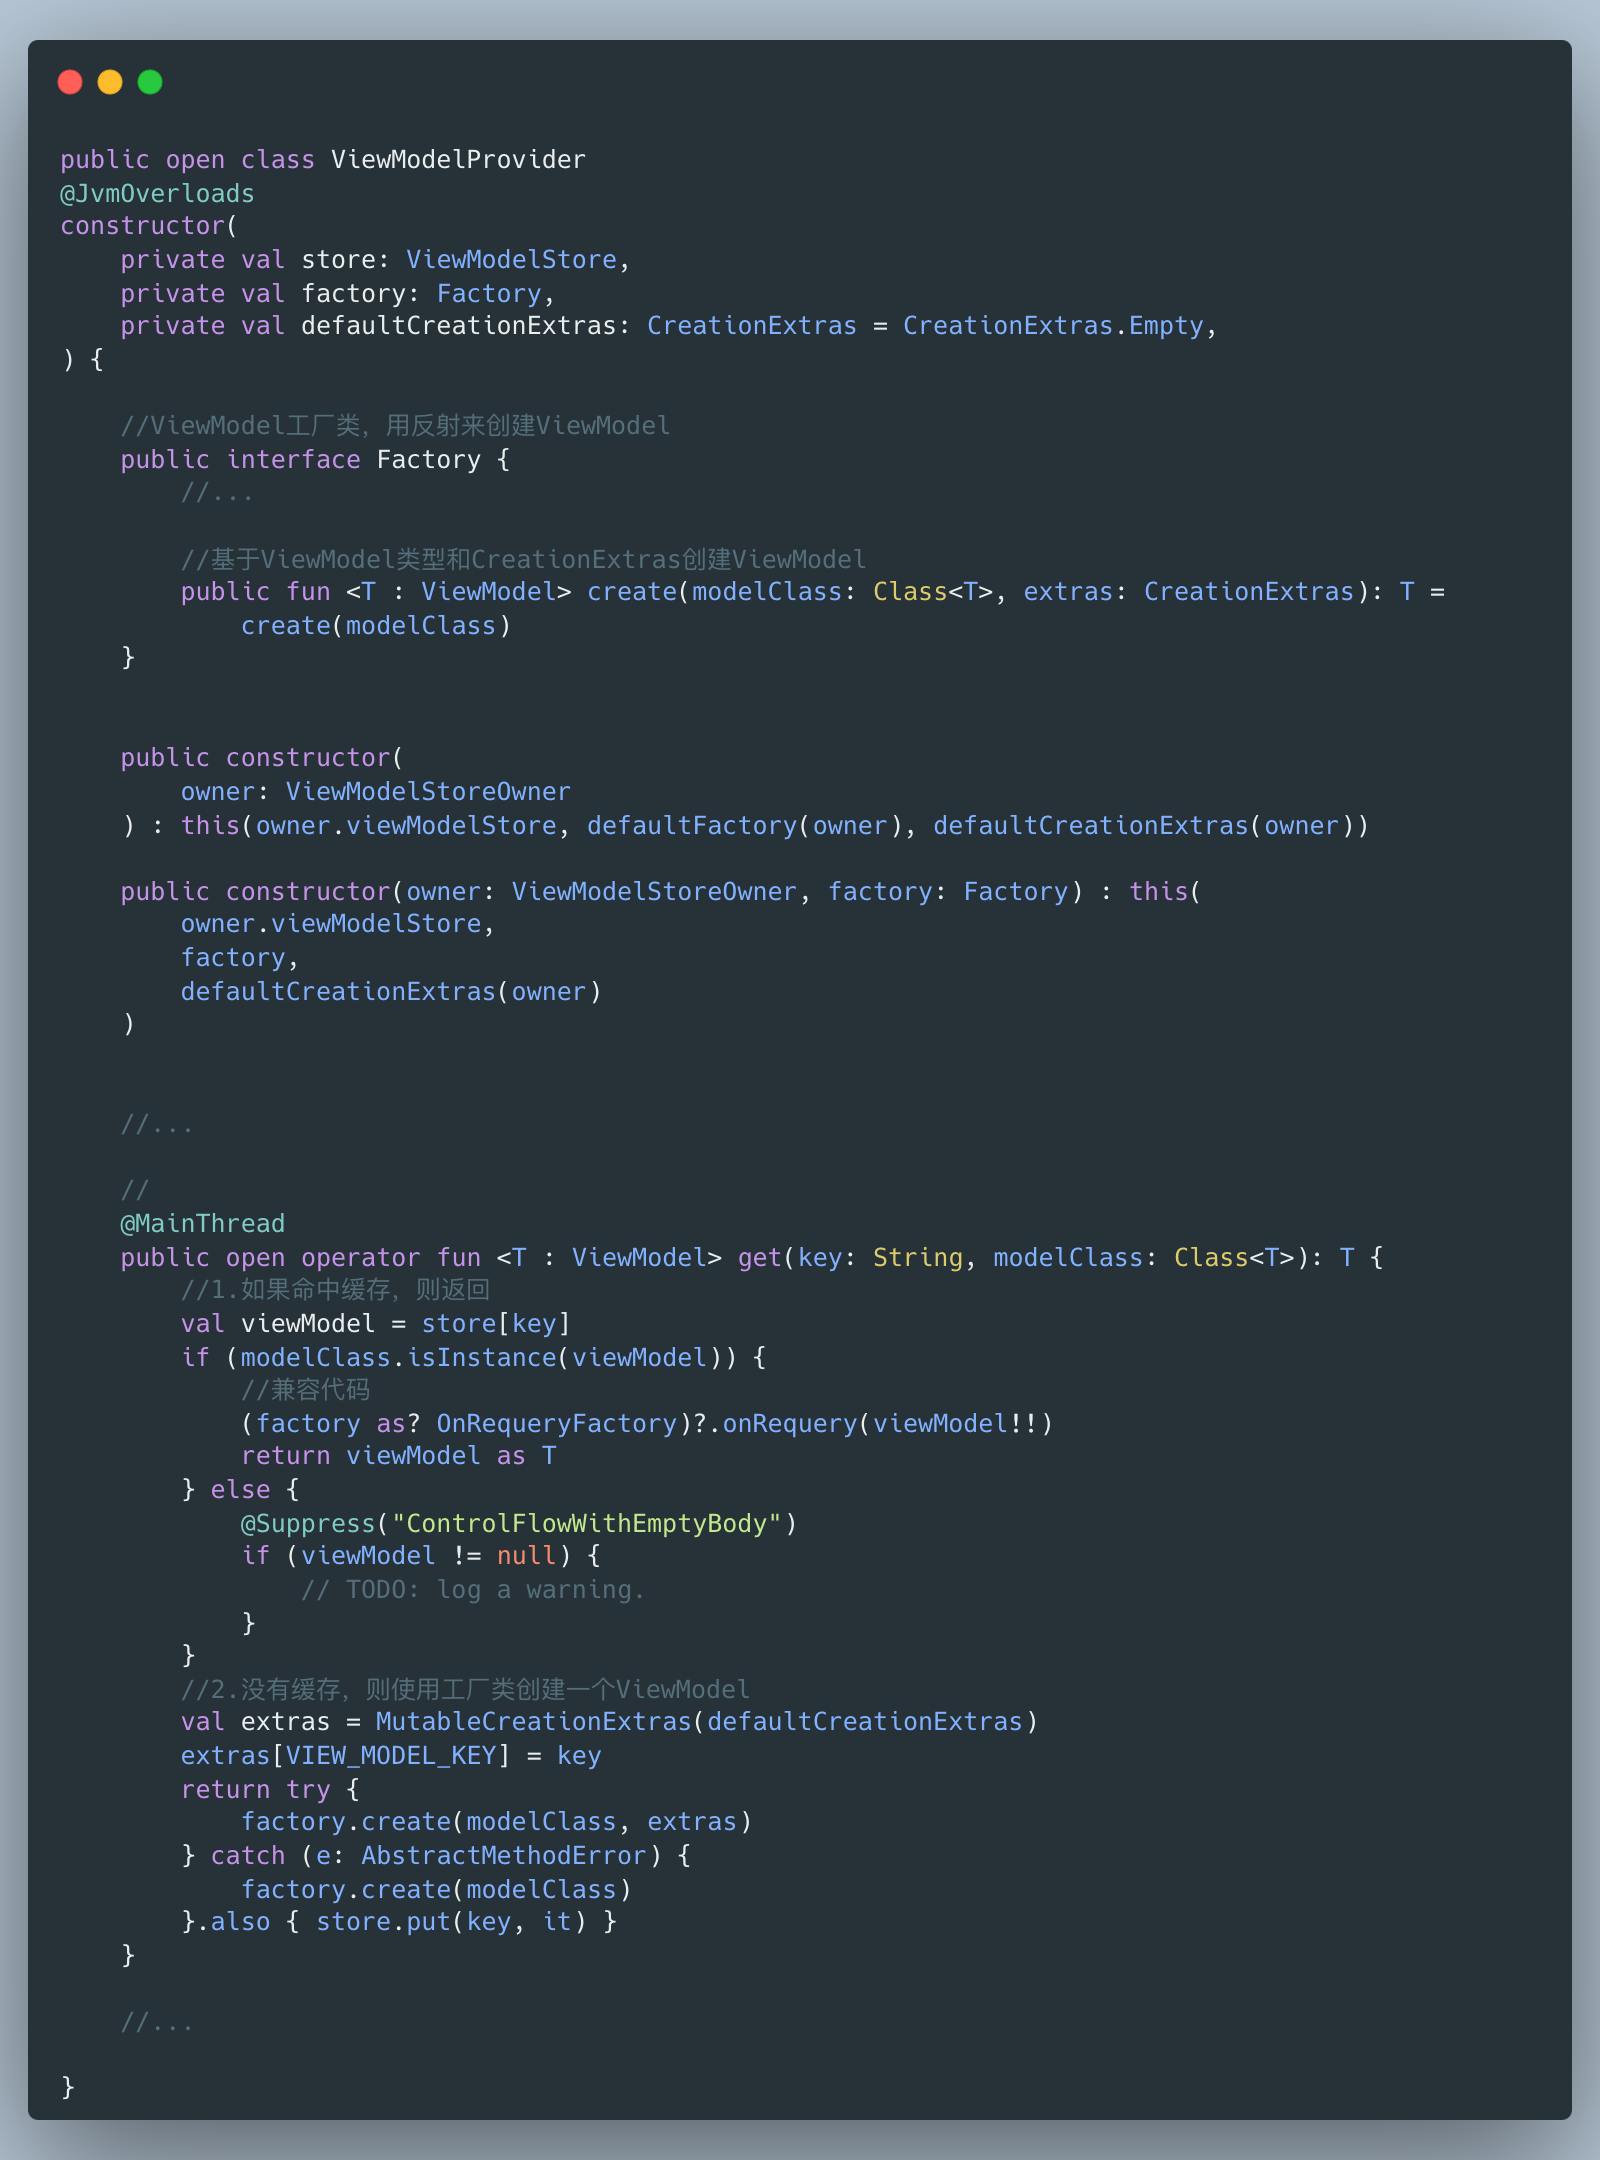 public open class ViewModelProvider
@JvmOverloads
constructor(
    private val store: ViewModelStore,
    private val factory: Factory,
    private val defaultCreationExtras: CreationExtras = CreationExtras.Empty,
) {

    //ViewModel工厂类，用反射来创建ViewModel
    public interface Factory {
        //...

        //基于ViewModel类型和CreationExtras创建ViewModel
        public fun <T : ViewModel> create(modelClass: Class<T>, extras: CreationExtras): T =
            create(modelClass)
    }


    public constructor(
        owner: ViewModelStoreOwner
    ) : this(owner.viewModelStore, defaultFactory(owner), defaultCreationExtras(owner))

    public constructor(owner: ViewModelStoreOwner, factory: Factory) : this(
        owner.viewModelStore,
        factory,
        defaultCreationExtras(owner)
    )


    //...

    //
    @MainThread
    public open operator fun <T : ViewModel> get(key: String, modelClass: Class<T>): T {
        //1.如果命中缓存，则返回
        val viewModel = store[key]
        if (modelClass.isInstance(viewModel)) {
            //兼容代码
            (factory as? OnRequeryFactory)?.onRequery(viewModel!!)
            return viewModel as T
        } else {
            @Suppress("ControlFlowWithEmptyBody")
            if (viewModel != null) {
                // TODO: log a warning.
            }
        }
        //2.没有缓存，则使用工厂类创建一个ViewModel
        val extras = MutableCreationExtras(defaultCreationExtras)
        extras[VIEW_MODEL_KEY] = key
        return try {
            factory.create(modelClass, extras)
        } catch (e: AbstractMethodError) {
            factory.create(modelClass)
        }.also { store.put(key, it) }
    }

    //...

}